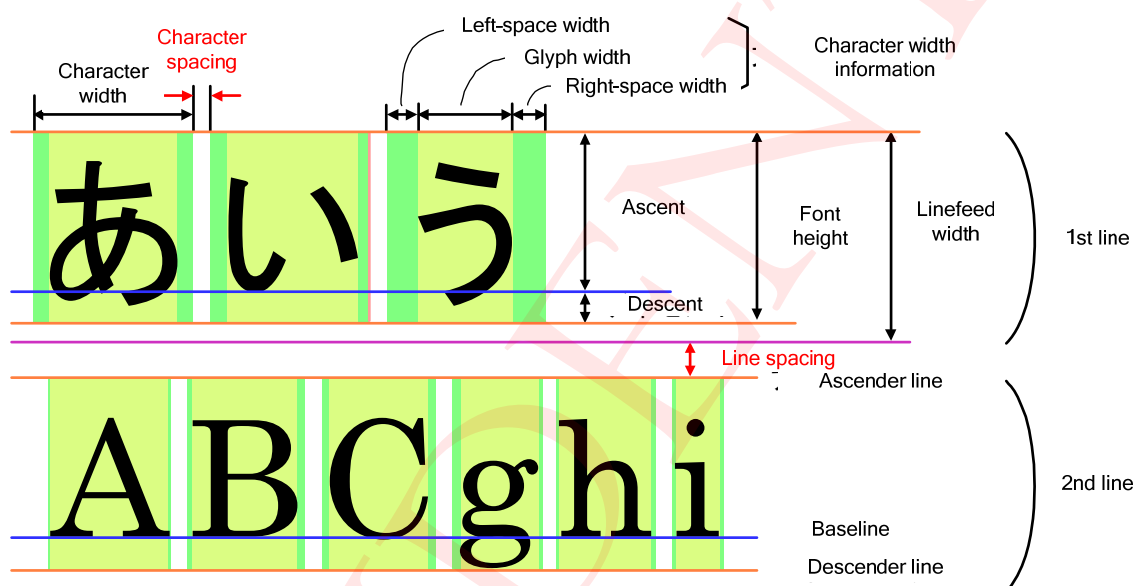 Left-space width
Character
spacing
Glyph width
Character width
information
Character
width
Right-space width
あいう
Ascent
Font
height
Linefeed
width
1st line
Descent
Line spacing
Ascender line
ABCghi
2nd line
Baseline
Descender line